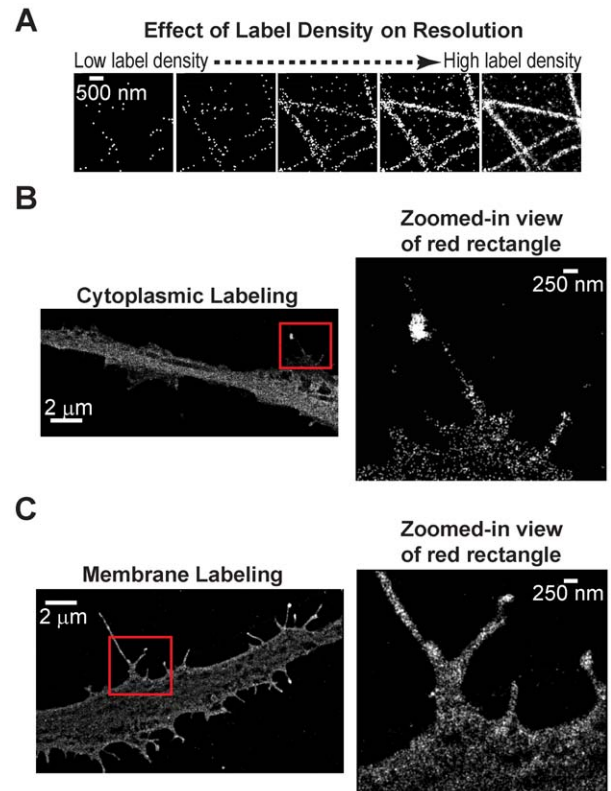 A
Effect of Label Density on Resolution
Low label density
High label density
500 nm
B
Zoomed-in view
of red rectangle
Cytoplasmic Labeling
250 nm
2 μm
C
Zoomed-in view
of red rectangle
Membrane Labeling
2 μm
250 nm